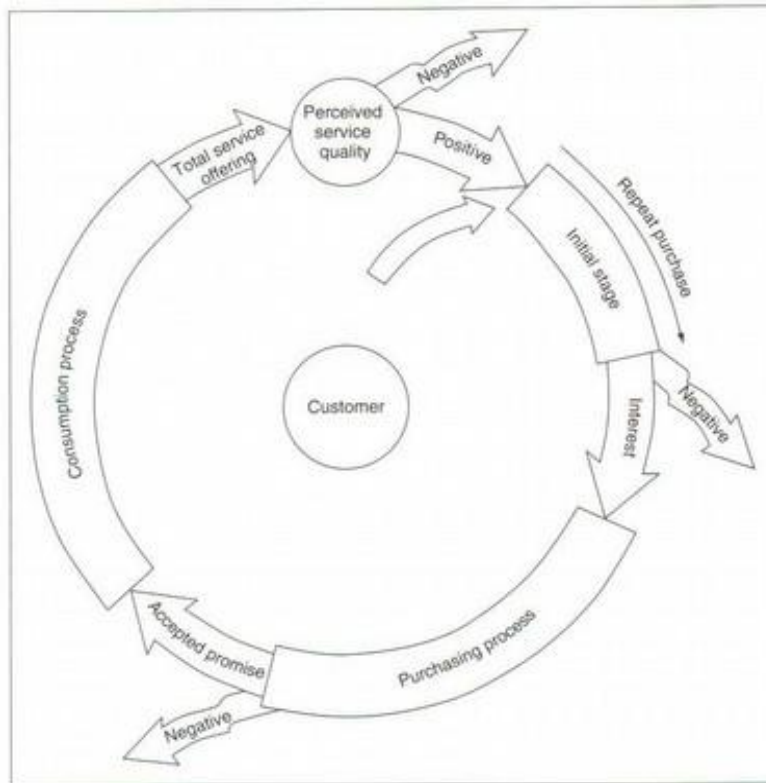 Negative
Perceived
service
quality
Positive
Total service
offering
Repeat purchase
Initial stage
Consumption process
Customer
Interest
Negative
Purchasing process
Accepted promise
Negative